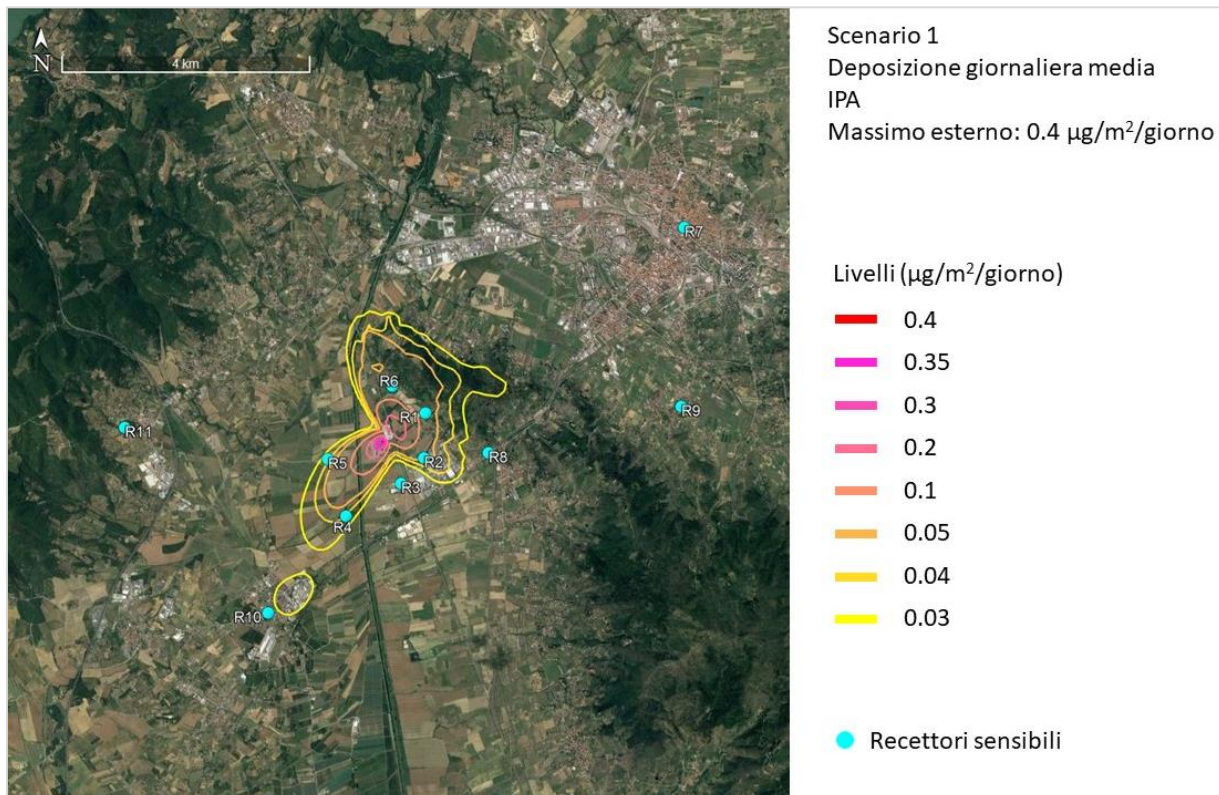 N
4 km
R7
R6
R1
R9
R11
R5
R2
R8
R3
R4
R10
Scenario 1
Deposizione giornaliera media
IPA
Massimo esterno: 0.4 µg/m²/giorno
Livelli (µg/m²/giorno)
0.4
0.35
0.3
0.2
0.1
0.05
0.04
0.03
Recettori sensibili